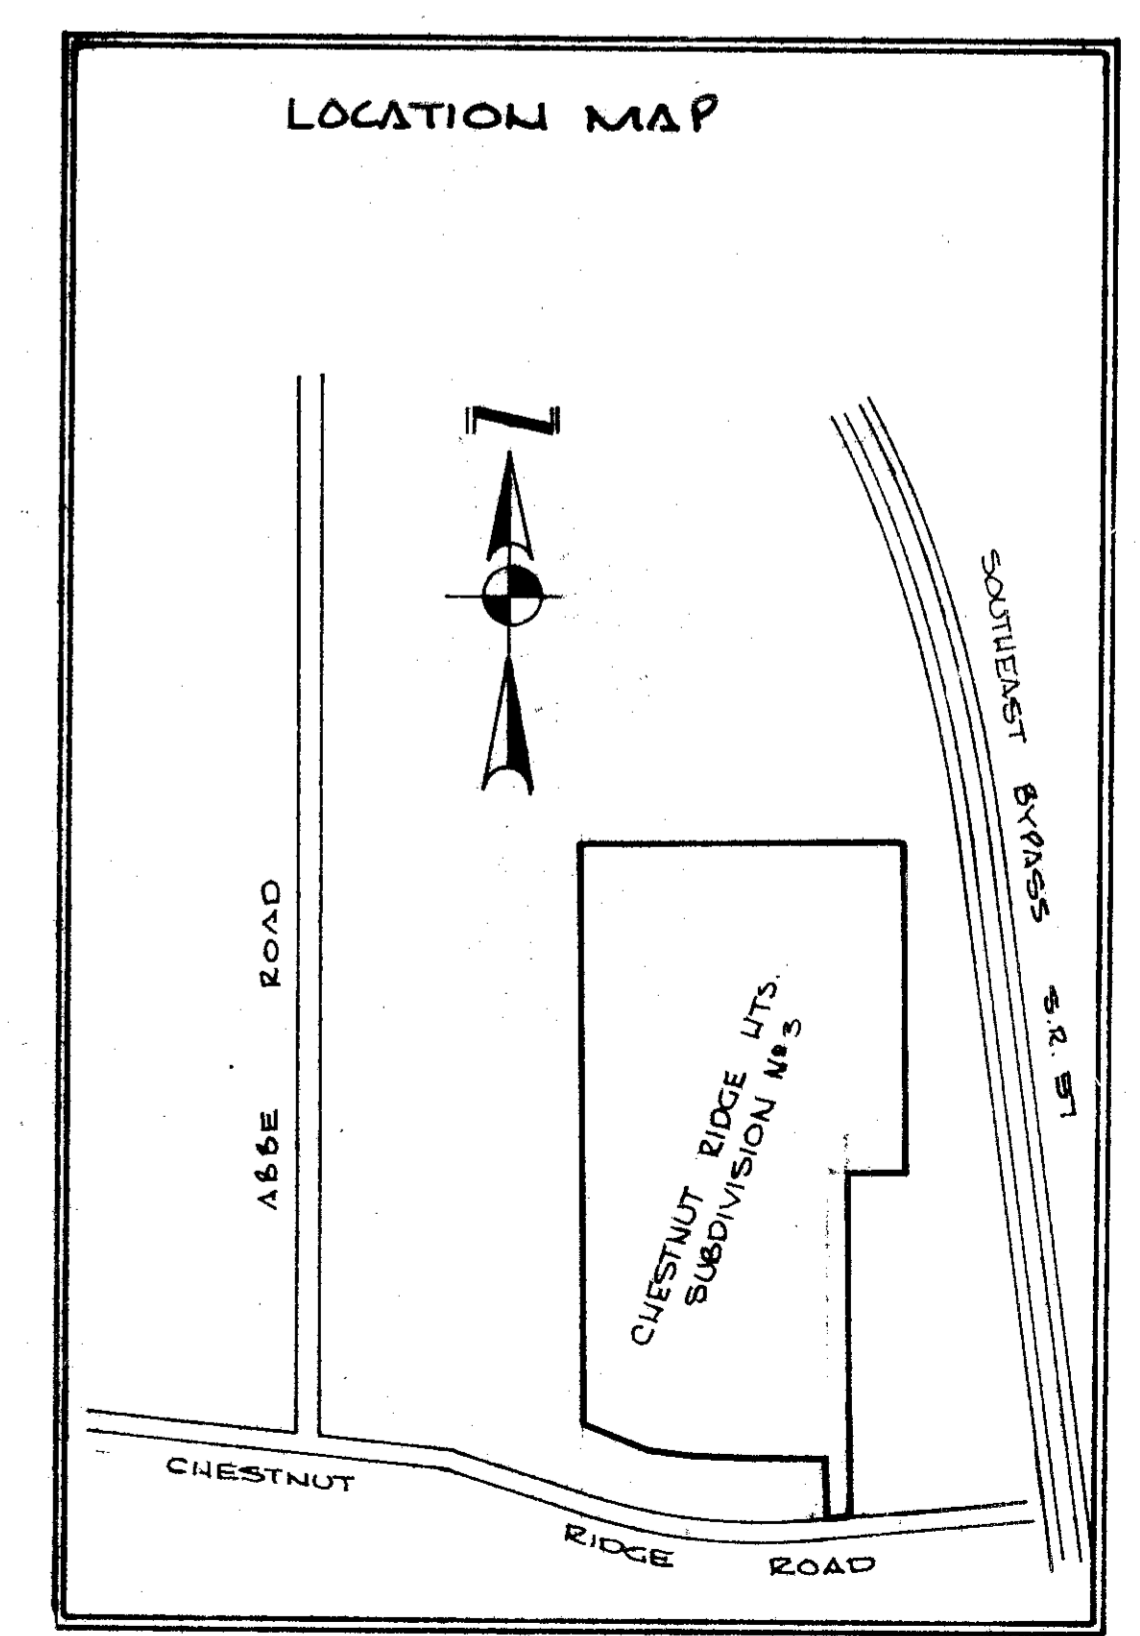 LOCATION MAP
N
SOUTHEAST BYPASS S.R. 57
ABBE ROAD
CHESTNUT RIDGE HTS.
SUBDIVISION Nº 3
CHESTNUT RIDGE ROAD